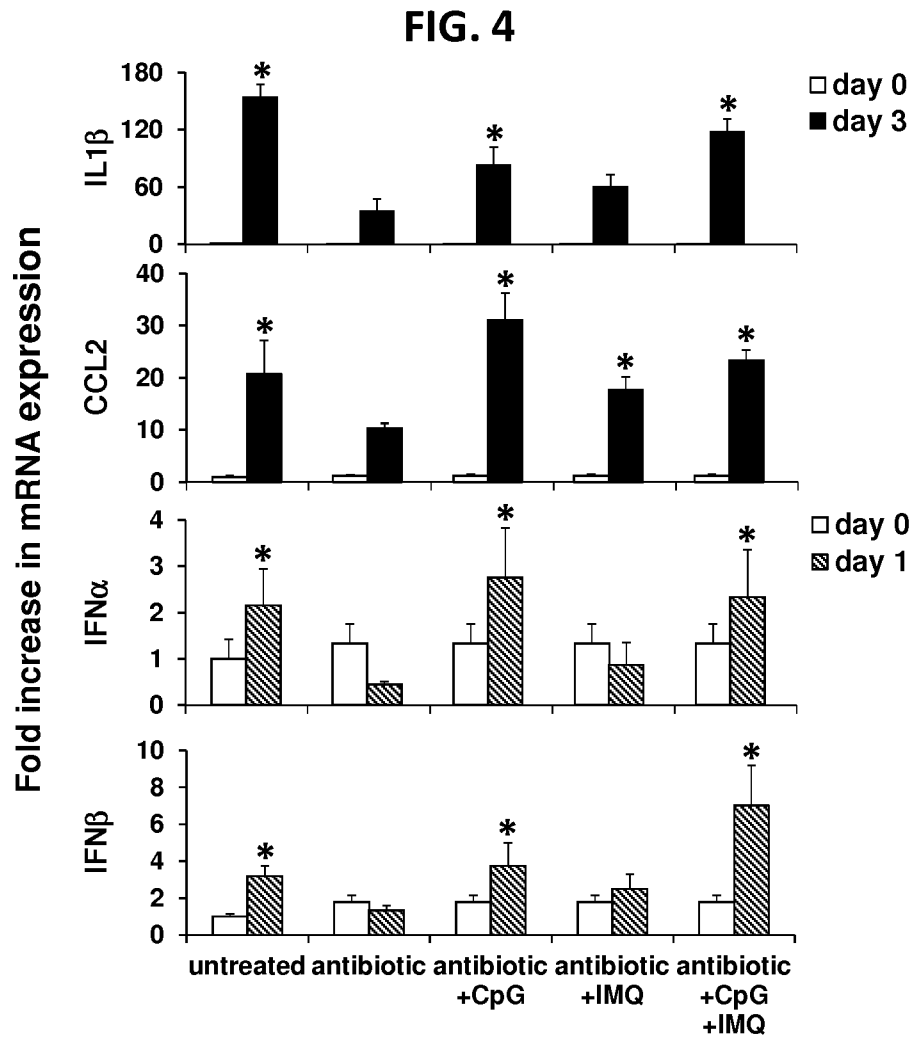 FIG. 4
Fold increase in mRNA expression
IL1β
180
120
60
0
* * *
day 0
day 3
CCL2
40
30
20
10
0
* * * *
IFNα
4
3
2
1
0
* * *
day 0
day 1
IFNβ
10
8
6
4
2
0
* * *
untreated antibiotic antibiotic antibiotic antibiotic
+CpG +IMQ +CpG
+IMQ